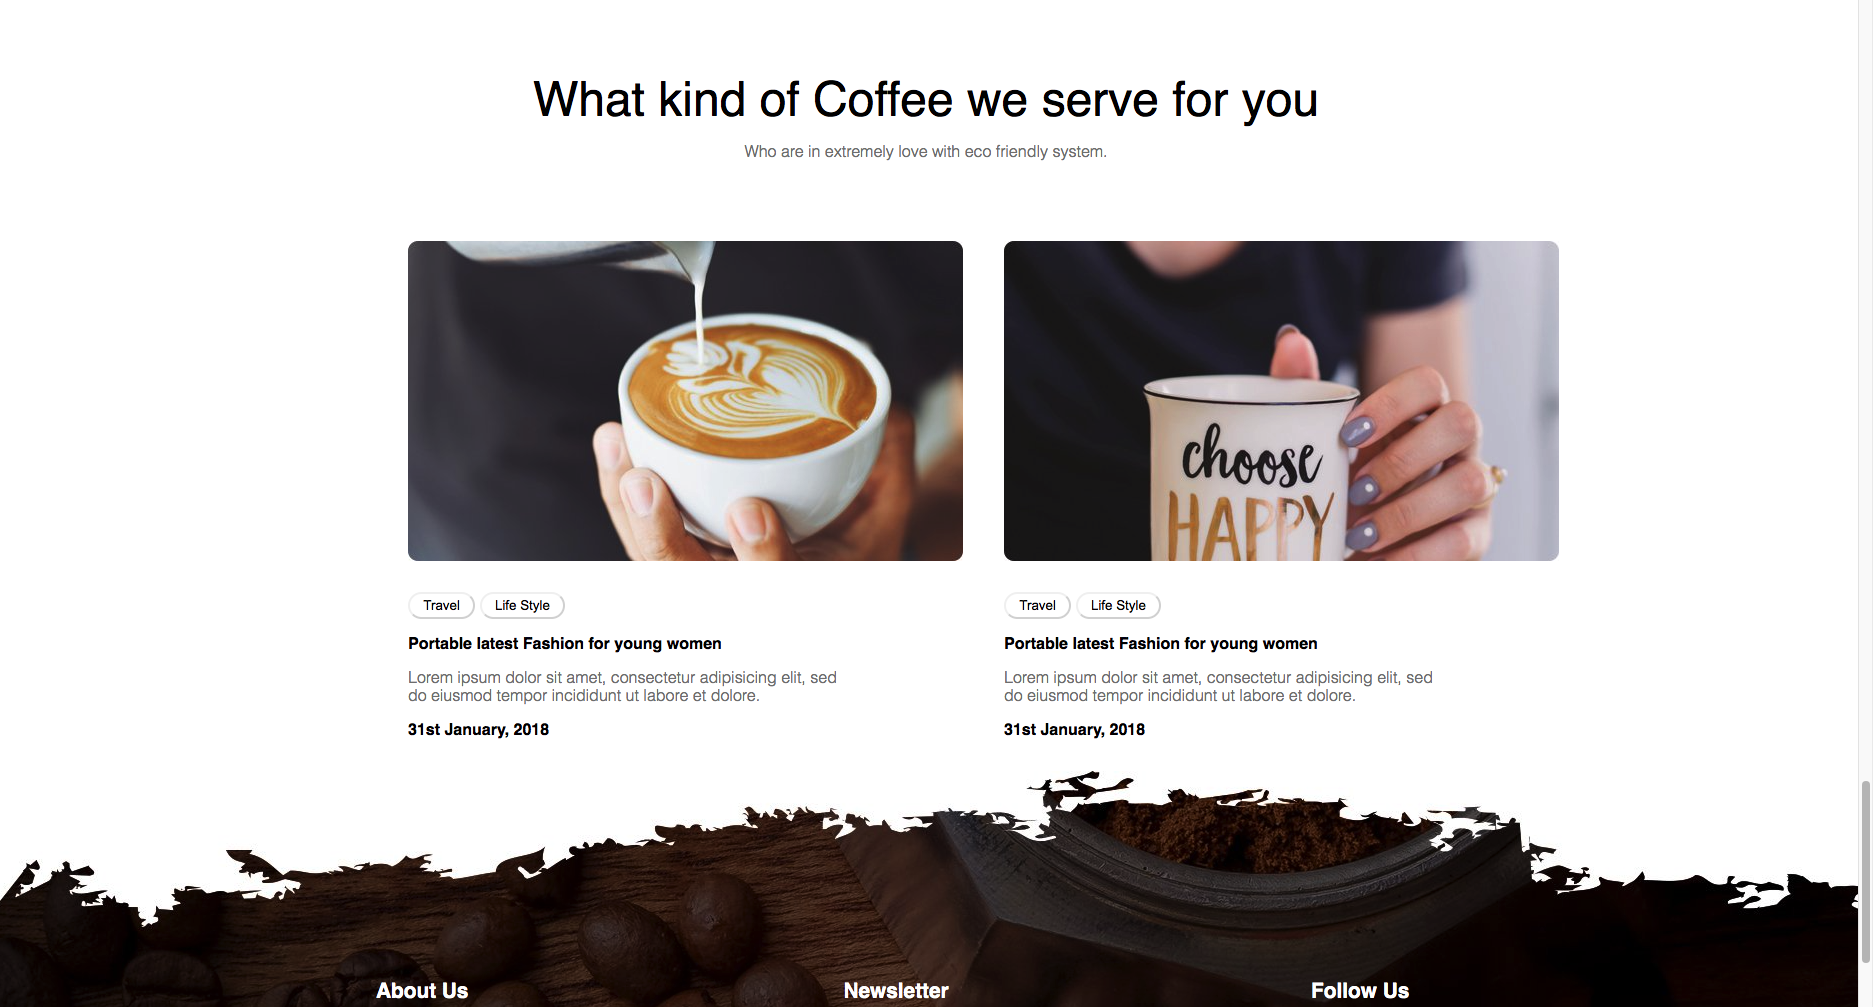 What kind of Coffee we serve for you
Who are in extremely love with eco friendly system.
choose
HAPPY
Travel
Life Style
Travel
Life Style
Portable latest Fashion for young women
Portable latest Fashion for young women
Lorem ipsum dolor sit amet, consectetur adipisicing elit, sed
do eiusmod tempor incididunt ut labore et dolore.
Lorem ipsum dolor sit amet, consectetur adipisicing elit, sed
do eiusmod tempor incididunt ut labore et dolore.
31st January, 2018
31st January, 2018
About Us
Newsletter
Follow Us